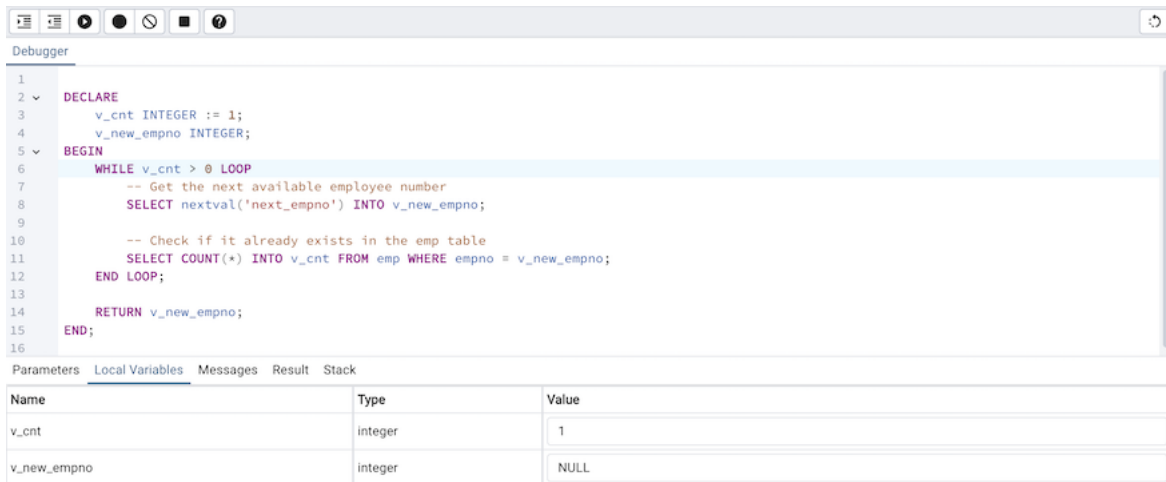 Debugger
1
2 DECLARE
3 v_cnt INTEGER := 1;
4 v_new_empno INTEGER;
5 BEGIN
6 WHILE v_cnt > 0 LOOP
7 -- Get the next available employee number
8 SELECT nextval('next_empno') INTO v_new_empno;
9
10 -- Check if it already exists in the emp table
11 SELECT COUNT(*) INTO v_cnt FROM emp WHERE empno = v_new_empno;
12 END LOOP;
13
14 RETURN v_new_empno;
15 END;
16
Parameters Local Variables Messages Result Stack
Name Type Value
v_cnt integer 1
v_new_empno integer NULL